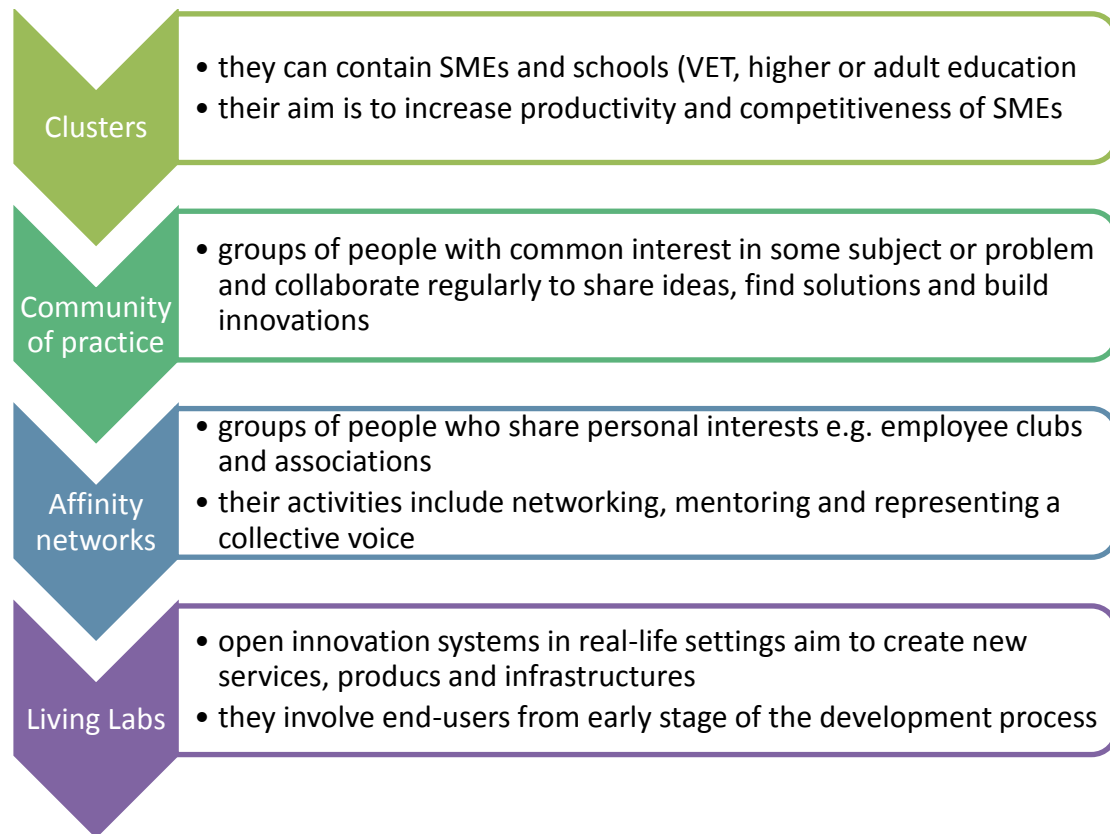 Clusters
• they can contain SMEs and schools (VET, higher or adult education
• their aim is to increase productivity and competitiveness of SMEs
Community
of practice
• groups of people with common interest in some subject or problem
and collaborate regularly to share ideas, find solutions and build
innovations
Affinity
networks
• groups of people who share personal interests e.g. employee clubs
and associations
• their activities include networking, mentoring and representing a
collective voice
Living Labs
• open innovation systems in real-life settings aim to create new
services, producs and infrastructures
• they involve end-users from early stage of the development process